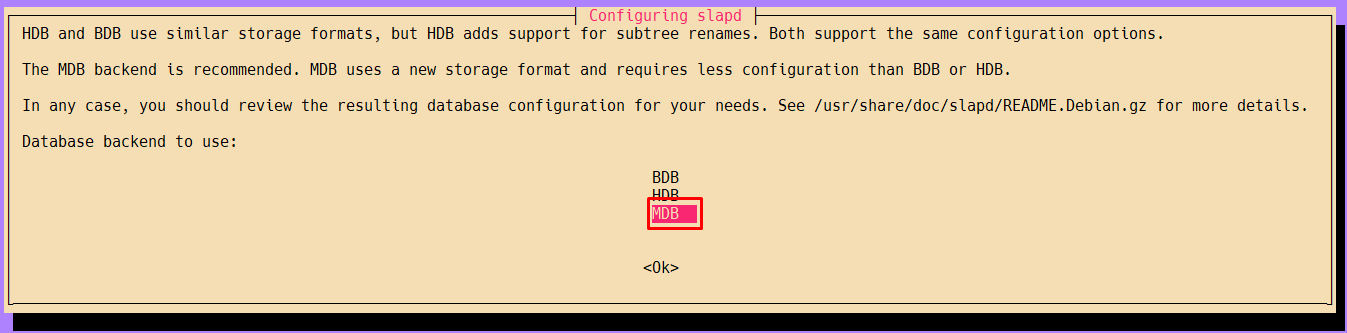 Configuring slapd
HDB and BDB use similar storage formats, but HDB adds support for subtree renames. Both support the same configuration options.
The MDB backend is recommended. MDB uses a new storage format and requires less configuration than BDB or HDB.
In any case, you should review the resulting database configuration for your needs. See /usr/share/doc/slapd/README.Debian.gz for more details.
Database backend to use:
BDB
HDB
MDB
<Ok>